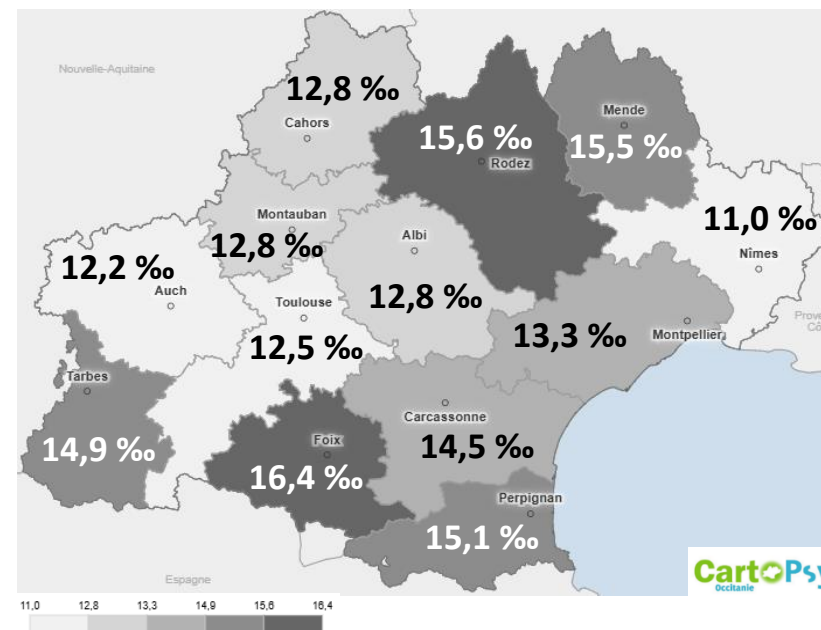 Nouvelle-Aquitaine
12,8 ‰
Cahors
15,6 ‰
Rodez
Mende
15,5 ‰
Montauban
12,8 ‰
Albi
12,8 ‰
11,0 ‰
Nîmes
12,2 ‰
Auch
Toulouse
12,5 ‰
13,3 ‰
Montpellier
Prove
Cô
Tarbes
14,9 ‰
Carcassonne
14,5 ‰
Foix
16,4 ‰
Perpignan
15,1 ‰
Espagne
CartoPsy
Occitanie
11,0 12,8 13,3 14,9 15,6 16,4